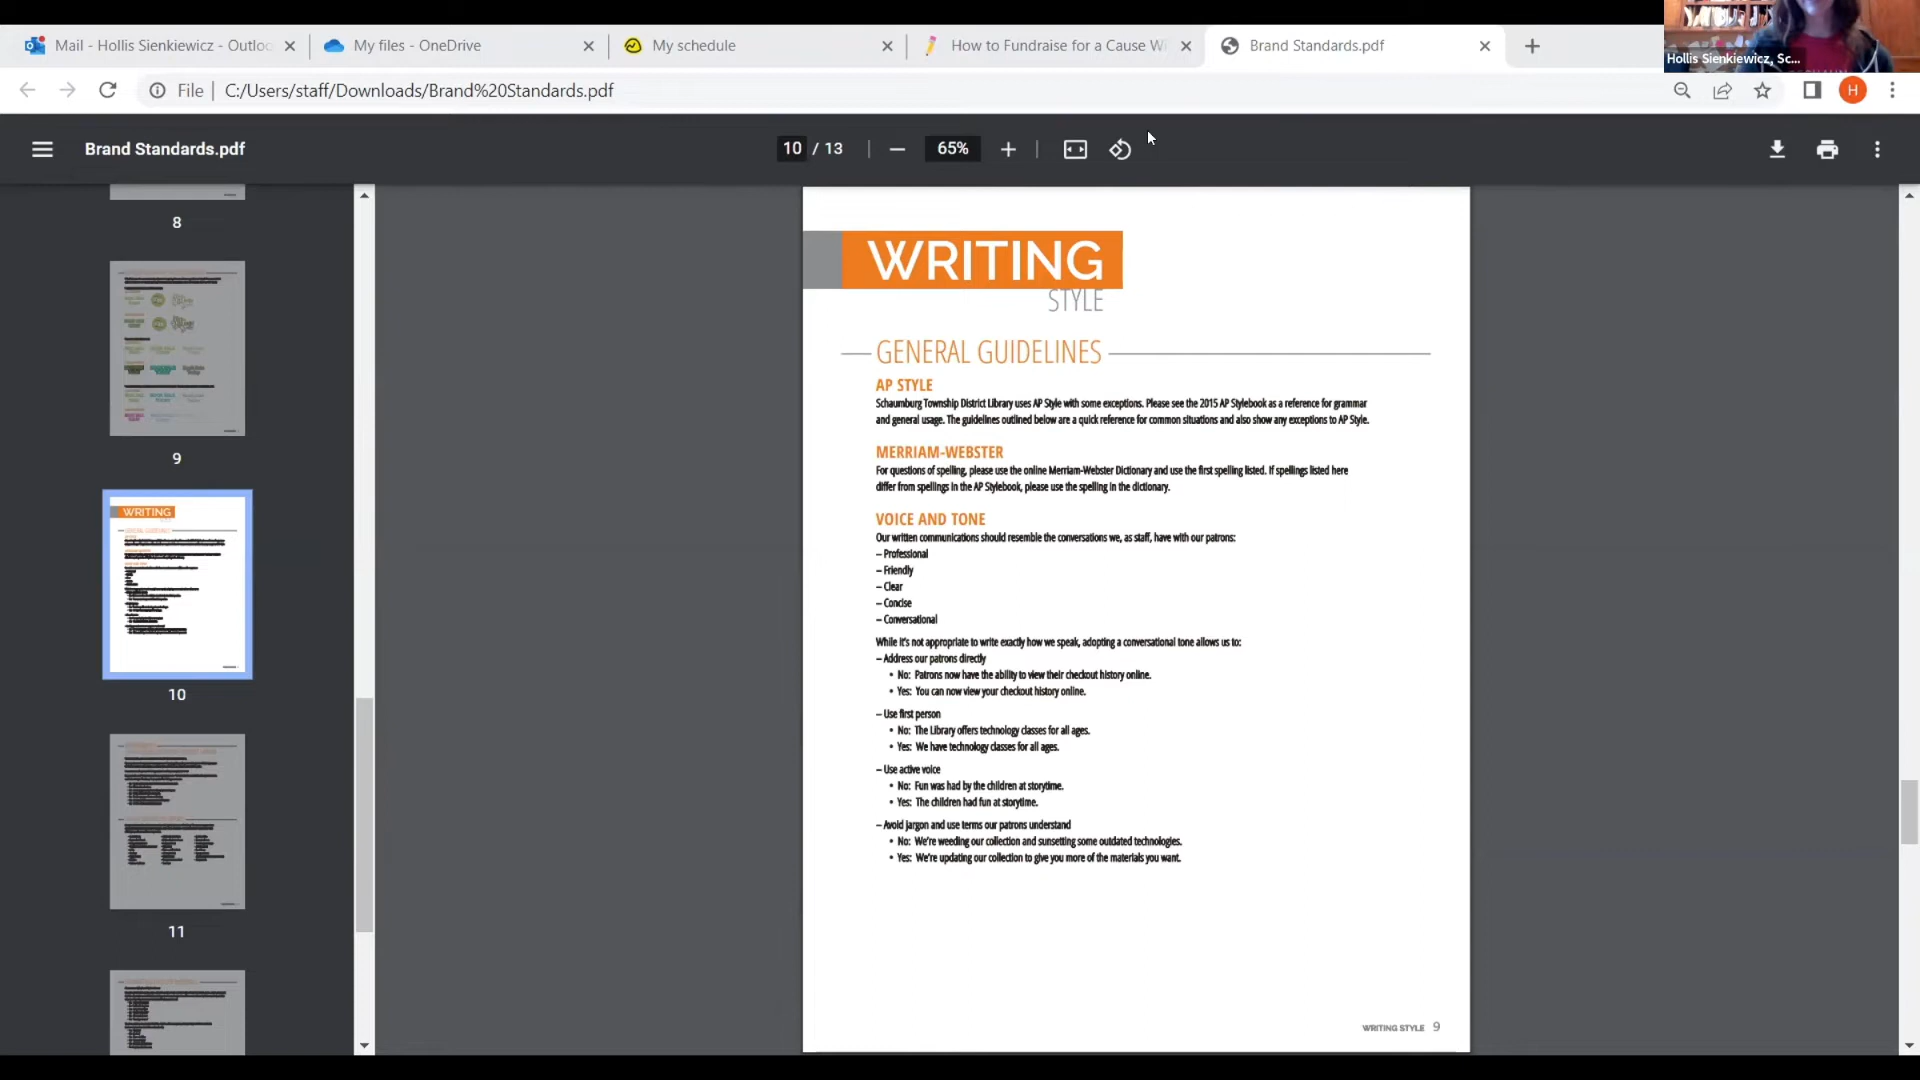 Mail - Hollis Sienkiewicz - Outloo
My files - OneDrive
My schedule
How to Fundraise for a Cause Wi
Brand Standards.pdf
Hollis Sienkiewicz, Sc...
File | C:/Users/staff/Downloads/Brand%20Standards.pdf
H
Brand Standards.pdf
10 / 13
65%
8
9
WRITING
10
11
WRITING
STYLE
GENERAL GUIDELINES
AP STYLE
Schaumburg Township District Library uses AP Style with some exceptions. Please see the 2015 AP Stylebook as a reference for grammar
and general usage. The guidelines outlined below are a quick reference for common situations and also show any exceptions to AP Style.
MERRIAM-WEBSTER
For questions of spelling, please use the online Merriam-Webster Dictionary and use the first spelling listed. If spellings listed here
differ from spellings in the AP Stylebook, please use the spelling in the dictionary.
VOICE AND TONE
Our written communications should resemble the conversations we, as staff, have with our patrons:
– Professional
– Friendly
– Clear
– Concise
– Conversational
While it's not appropriate to write exactly how we speak, adopting a conversational tone allows us to:
– Address our patrons directly
• No: Patrons now have the ability to view their checkout history online.
• Yes: You can now view your checkout history online.
– Use first person
• No: The Library offers technology classes for all ages.
• Yes: We have technology classes for all ages.
– Use active voice
• No: Fun was had by the children at storytime.
• Yes: The children had fun at storytime.
– Avoid jargon and use terms our patrons understand
• No: We're weeding our collection and sunsetting some outdated technologies.
• Yes: We're updating our collection to give you more of the materials you want.
WRITING STYLE 9